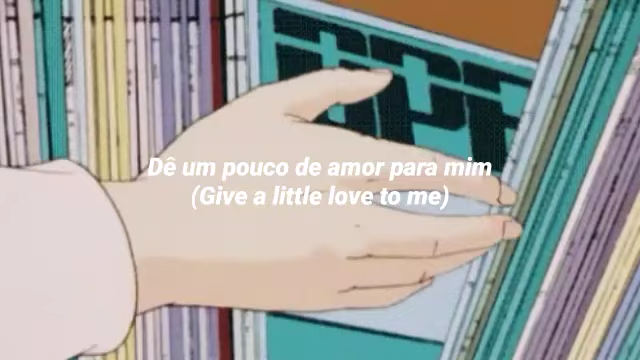 Dê um pouco de amor para mim
(Give a little love to me)